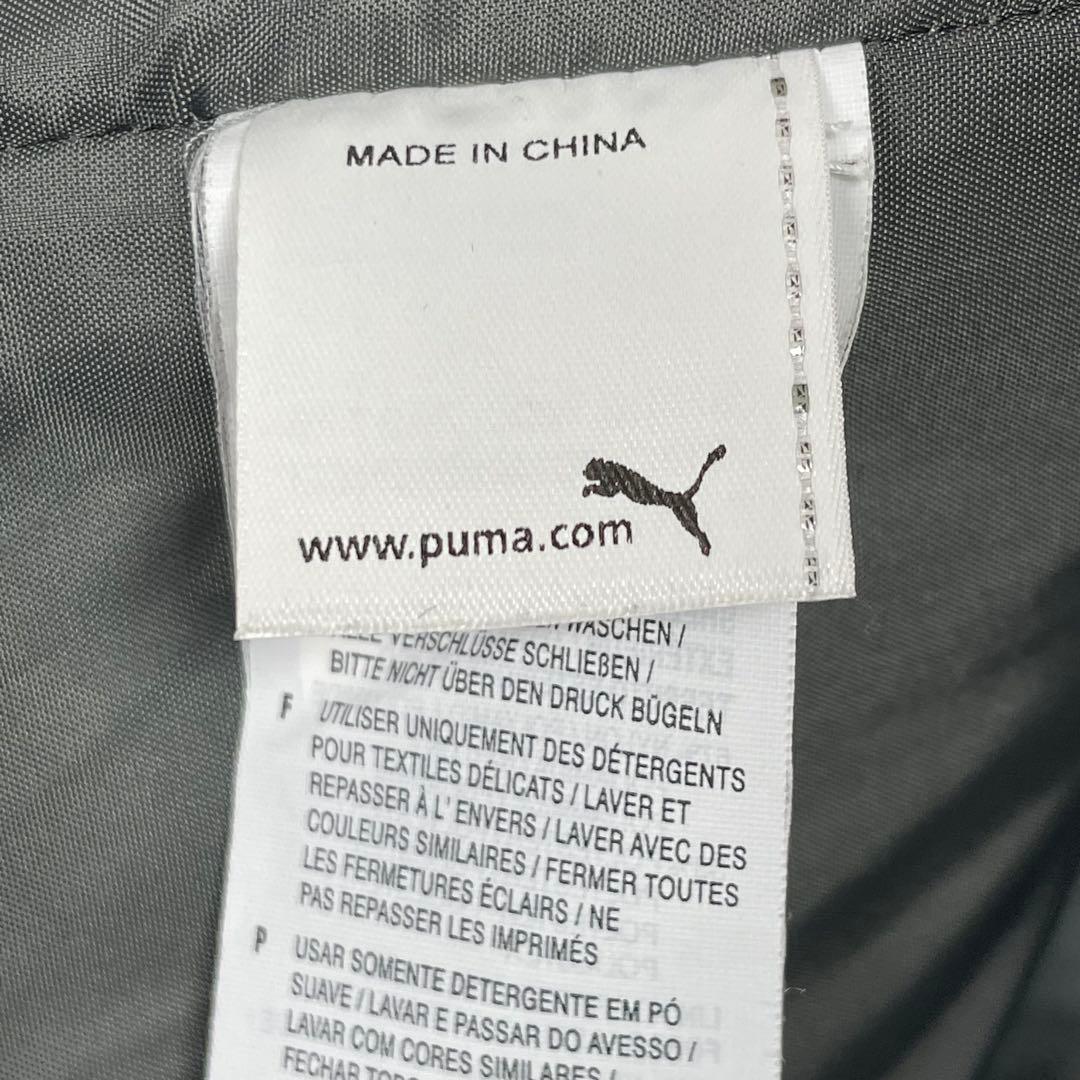 MADE IN CHINA
www.puma.com
WASCHEN /
VERSCHLÜSSE SCHLIEßEN /
BITTE NICHT ÜBER DEN DRUCK BÜGELN
F UTILISER UNIQUEMENT DES DÉTERGENTS
POUR TEXTILES DÉLICATS / LAVER ET
REPASSER À L' ENVERS / LAVER AVEC DES
COULEURS SIMILAIRES / FERMER TOUTES
LES FERMETURES ÉCLAIRS / NE
PAS REPASSER LES IMPRIMÉS
P USAR SOMENTE DETERGENTE EM PÓ
SUAVE / LAVAR E PASSAR DO AVESSO /
LAVAR COM CORES SIMILARES /
FECHAR